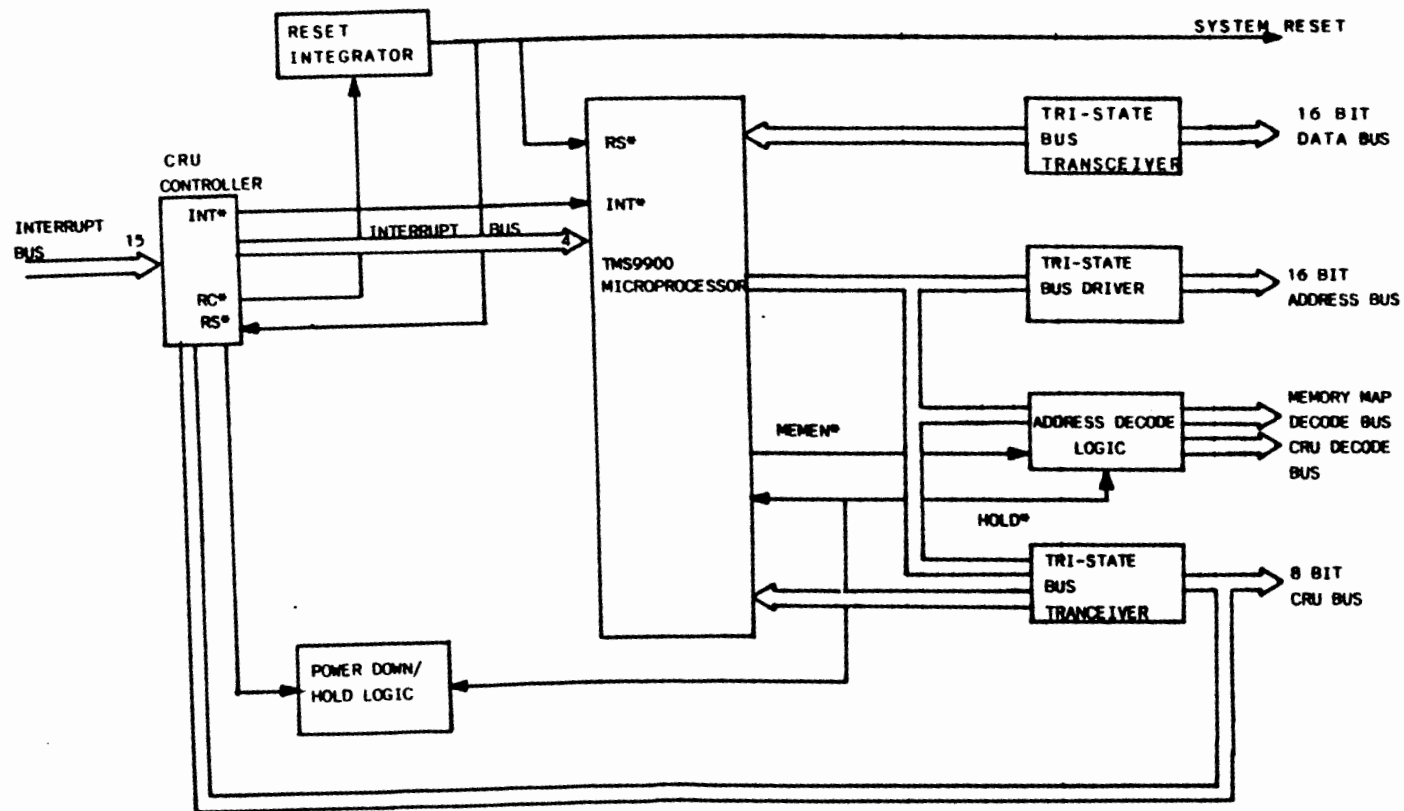 RESET
INTEGRATOR
SYSTEM RESET
TRI-STATE
BUS
TRANSCEIVER
16 BIT
DATA BUS
RS*
CRU
CONTROLLER
INT*
INT*
INTERRUPT
BUS
15
INTERRUPT BUS
4
TMS9900
MICROPROCESSOR
TRI-STATE
BUS DRIVER
16 BIT
ADDRESS BUS
RC*
RS*
MEMEN*
ADDRESS DECODE
LOGIC
MEMORY MAP
DECODE BUS
CRU DECODE
BUS
HOLD*
TRI-STATE
BUS
TRANCEIVER
8 BIT
CRU BUS
POWER DOWN/
HOLD LOGIC